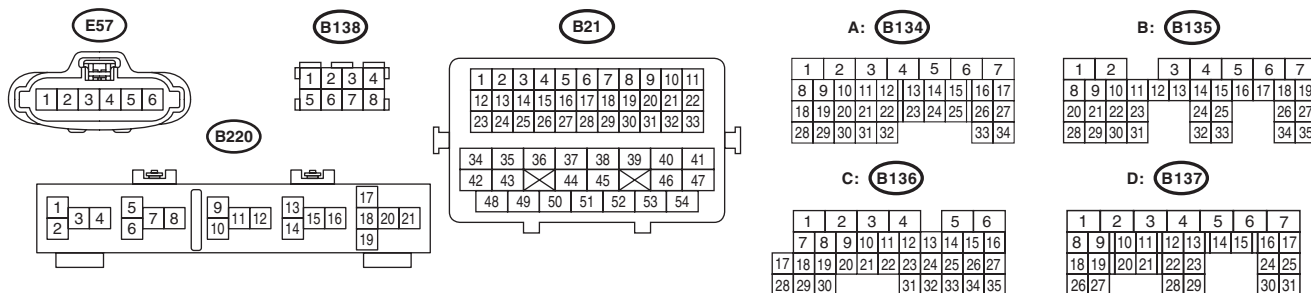 E57
1 2 3 4 5 6
B138
1 2 3 4
5 6 7 8
B220
1 2 3 4
5 6 7 8
9 10 11 12
13 14 15 16
17 18 19 20 21
B21
1 2 3 4 5 6 7 8 9 10 11
12 13 14 15 16 17 18 19 20 21 22
23 24 25 26 27 28 29 30 31 32 33
34 35 36 37 38 39 40 41
42 43 44 45 46 47
48 49 50 51 52 53 54
A: B134
1 2 3 4 5 6 7
8 9 10 11 12 13 14 15 16 17
18 19 20 21 22 23 24 25 26 27
28 29 30 31 32 33 34
B: B135
1 2 3 4 5 6 7
8 9 10 11 12 13 14 15 16 17 18 19
20 21 22 23 24 25 26 27
28 29 30 31 32 33 34 35
C: B136
1 2 3 4 5 6
7 8 9 10 11 12 13 14 15 16
17 18 19 20 21 22 23 24 25 26 27
28 29 30 31 32 33 34 35
D: B137
1 2 3 4 5 6 7
8 9 10 11 12 13 14 15 16 17
18 19 20 21 22 23 24 25
26 27 28 29 30 31